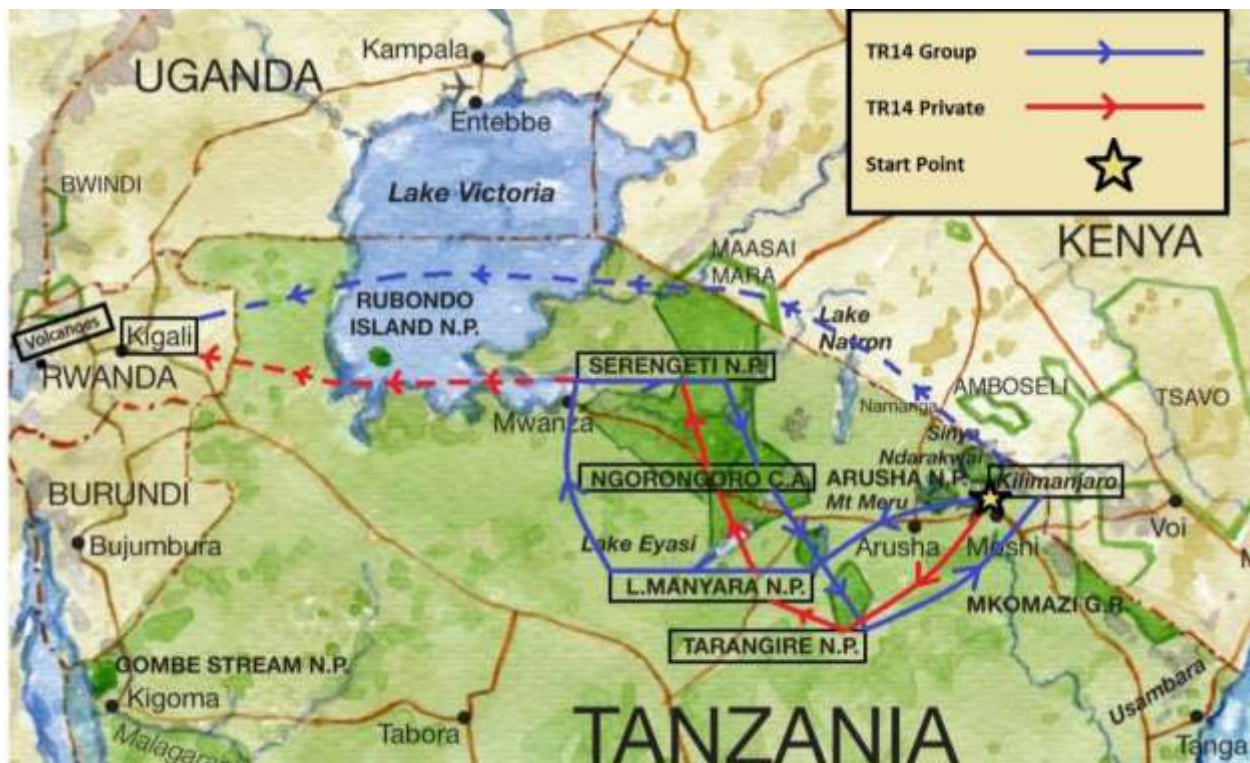 Kampala
UGANDA
Entebbe
BWINDI
Lake Victoria
TR14 Group
TR14 Private
Start Point
KENYA
MAASAI
MARA
RUBONDO
ISLAND N.P.
Lake
Natron
Volcanoes
Kigali
RWANDA
SERENGETI N.P.
AMBOSELI
TSAVO
Namanga
Mwanza
Sinya
Ndarakwai
NGORONGORO C.A.
ARUSHA N.P.
Mt Meru
Kilimanjaro
BURUNDI
Bujumbura
Lake Eyasi
Arusha
Moshi
Voi
M
L.MANYARA N.P.
MKOMAZI G.R.
TARANGIRE N.P.
GOMBE STREAM N.P.
Kigoma
Malagara
Tabora
TANZANIA
Usambara
Tanga